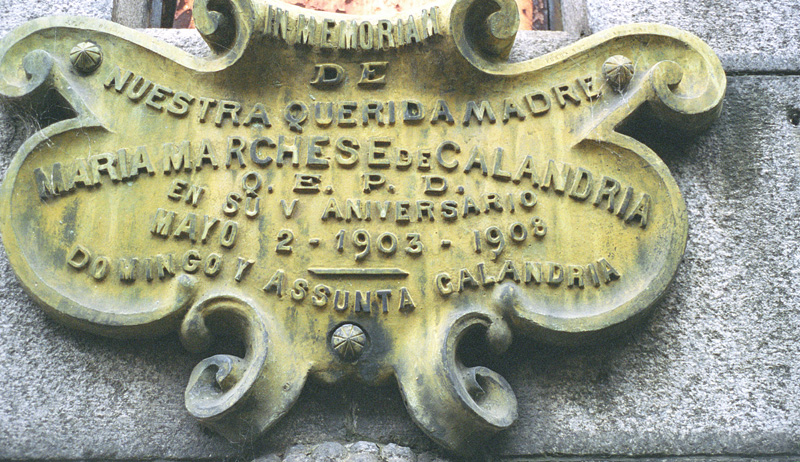 IN MEMORIAM
DE
NUESTRA QUERIDA MADRE
MARIA MARCHESE DE CALANDRIA
Q. E. P. D.
EN SU V ANIVERSARIO
MAYO 2 - 1903 - 1908
DOMINGO Y ASSUNTA CALANDRIA